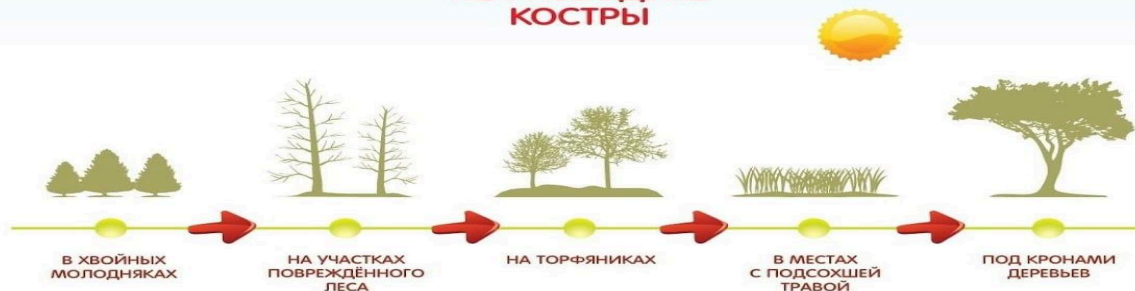 КОСТРЫ
В ХВОЙНЫХ
МОЛОДНЯКАХ
НА УЧАСТКАХ
ПОВРЕЖДЁННОГО
ЛЕСА
НА ТОРФЯНИКАХ
В МЕСТАХ
С ПОДСОХШЕЙ
ТРАВОЙ
ПОД КРОНАМИ
ДЕРЕВЬЕВ